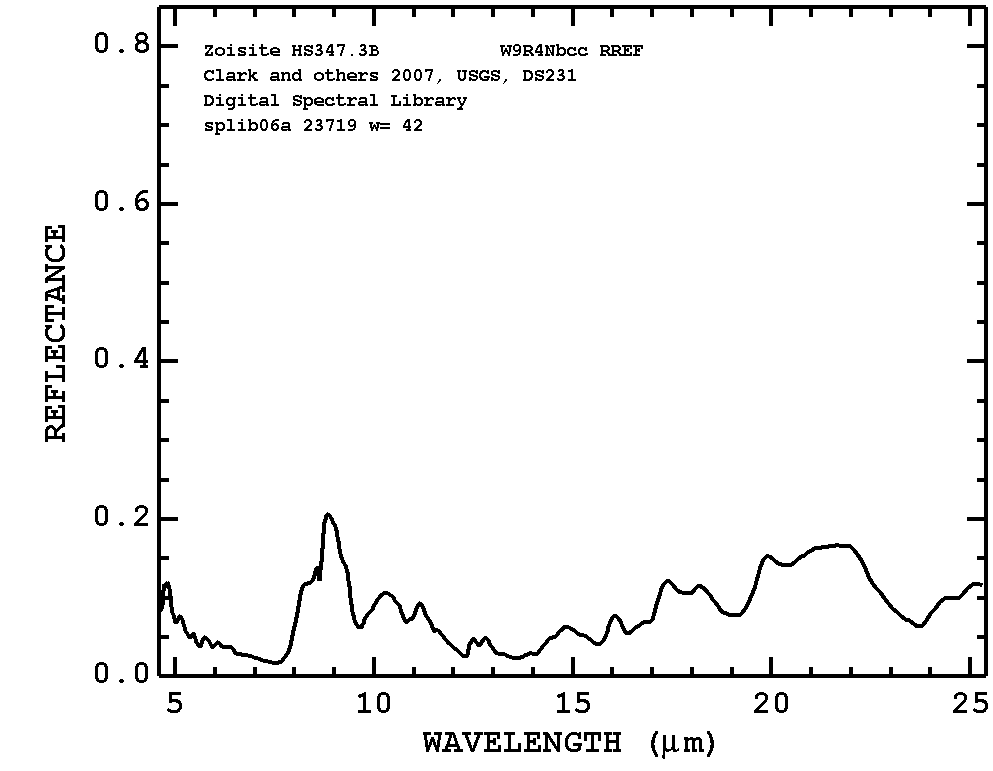 Zoisite HS347.3B W9R4Nbcc RREF
Clark and others 2007, USGS, DS231
Digital Spectral Library
splib06a 23719 w= 42
0.8
0.6
0.4
0.2
0.0
REFLECTANCE
5 10 15 20 25
WAVELENGTH (μm)